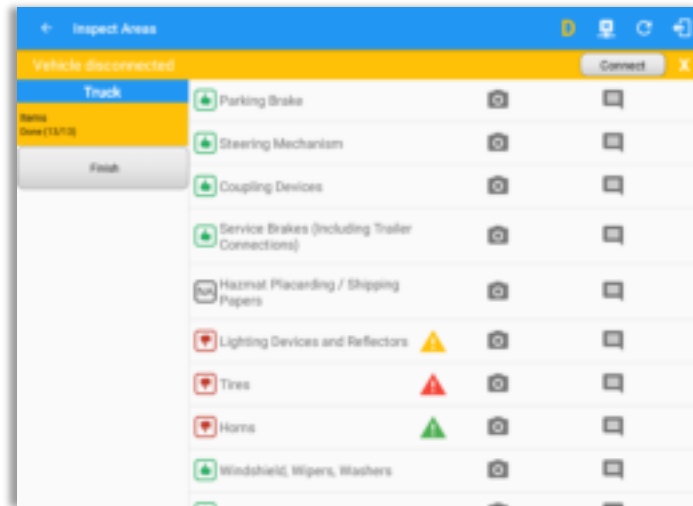 Inspect Areas
D
Vehicle disconnected
Connect
X
Truck
Items
Done (13/13)
Finish
Parking Brake
Steering Mechanism
Coupling Devices
Service Brakes (Including Trailer
Connections)
NA
Hazmat Placarding / Shipping
Papers
Lighting Devices and Reflectors
Tires
Horns
Windshield, Wipers, Washers